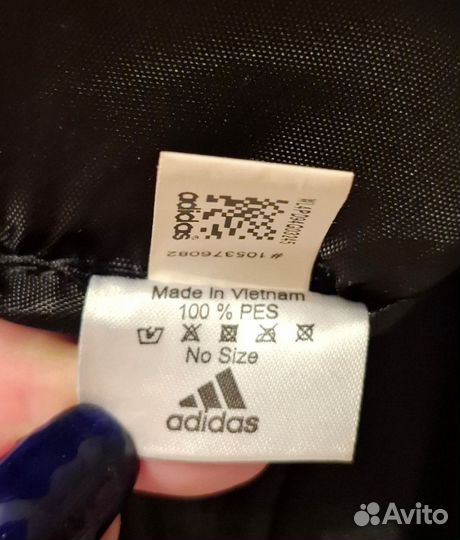 adidas
#105376082
Made In Vietnam
100 % PES
No Size
adidas
Avito